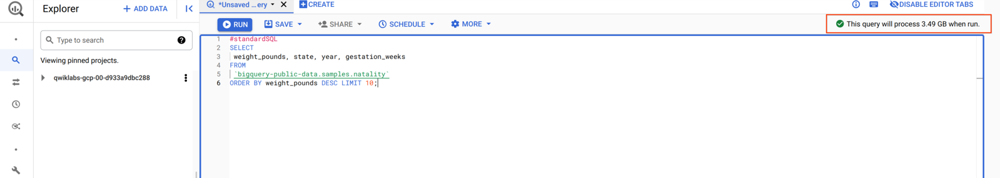 Explorer
+ ADD DATA
*Unsaved ...ery
CREATE
DISABLE EDITOR TABS
RUN
SAVE
SHARE
SCHEDULE
MORE
This query will process 3.49 GB when run.
Type to search
?
Viewing pinned projects.
qwiklabs-gcp-00-d933a9dbc288
1 #standardSQL
2 SELECT
3 weight_pounds, state, year, gestation_weeks
4 FROM
5 `bigquery-public-data.samples.natality`
6 ORDER BY weight_pounds DESC LIMIT 10;